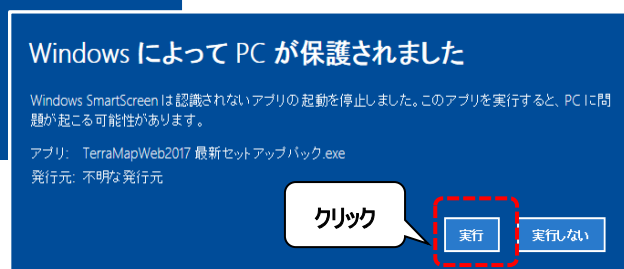 Windows によって PC が保護されました
Windows SmartScreen は認識されないアプリの起動を停止しました。このアプリを実行すると、PC に問
題が起こる可能性があります。
アプリ: TerraMapWeb2017 最新セットアップパック.exe
発行元: 不明な発行元
クリック
実行 実行しない